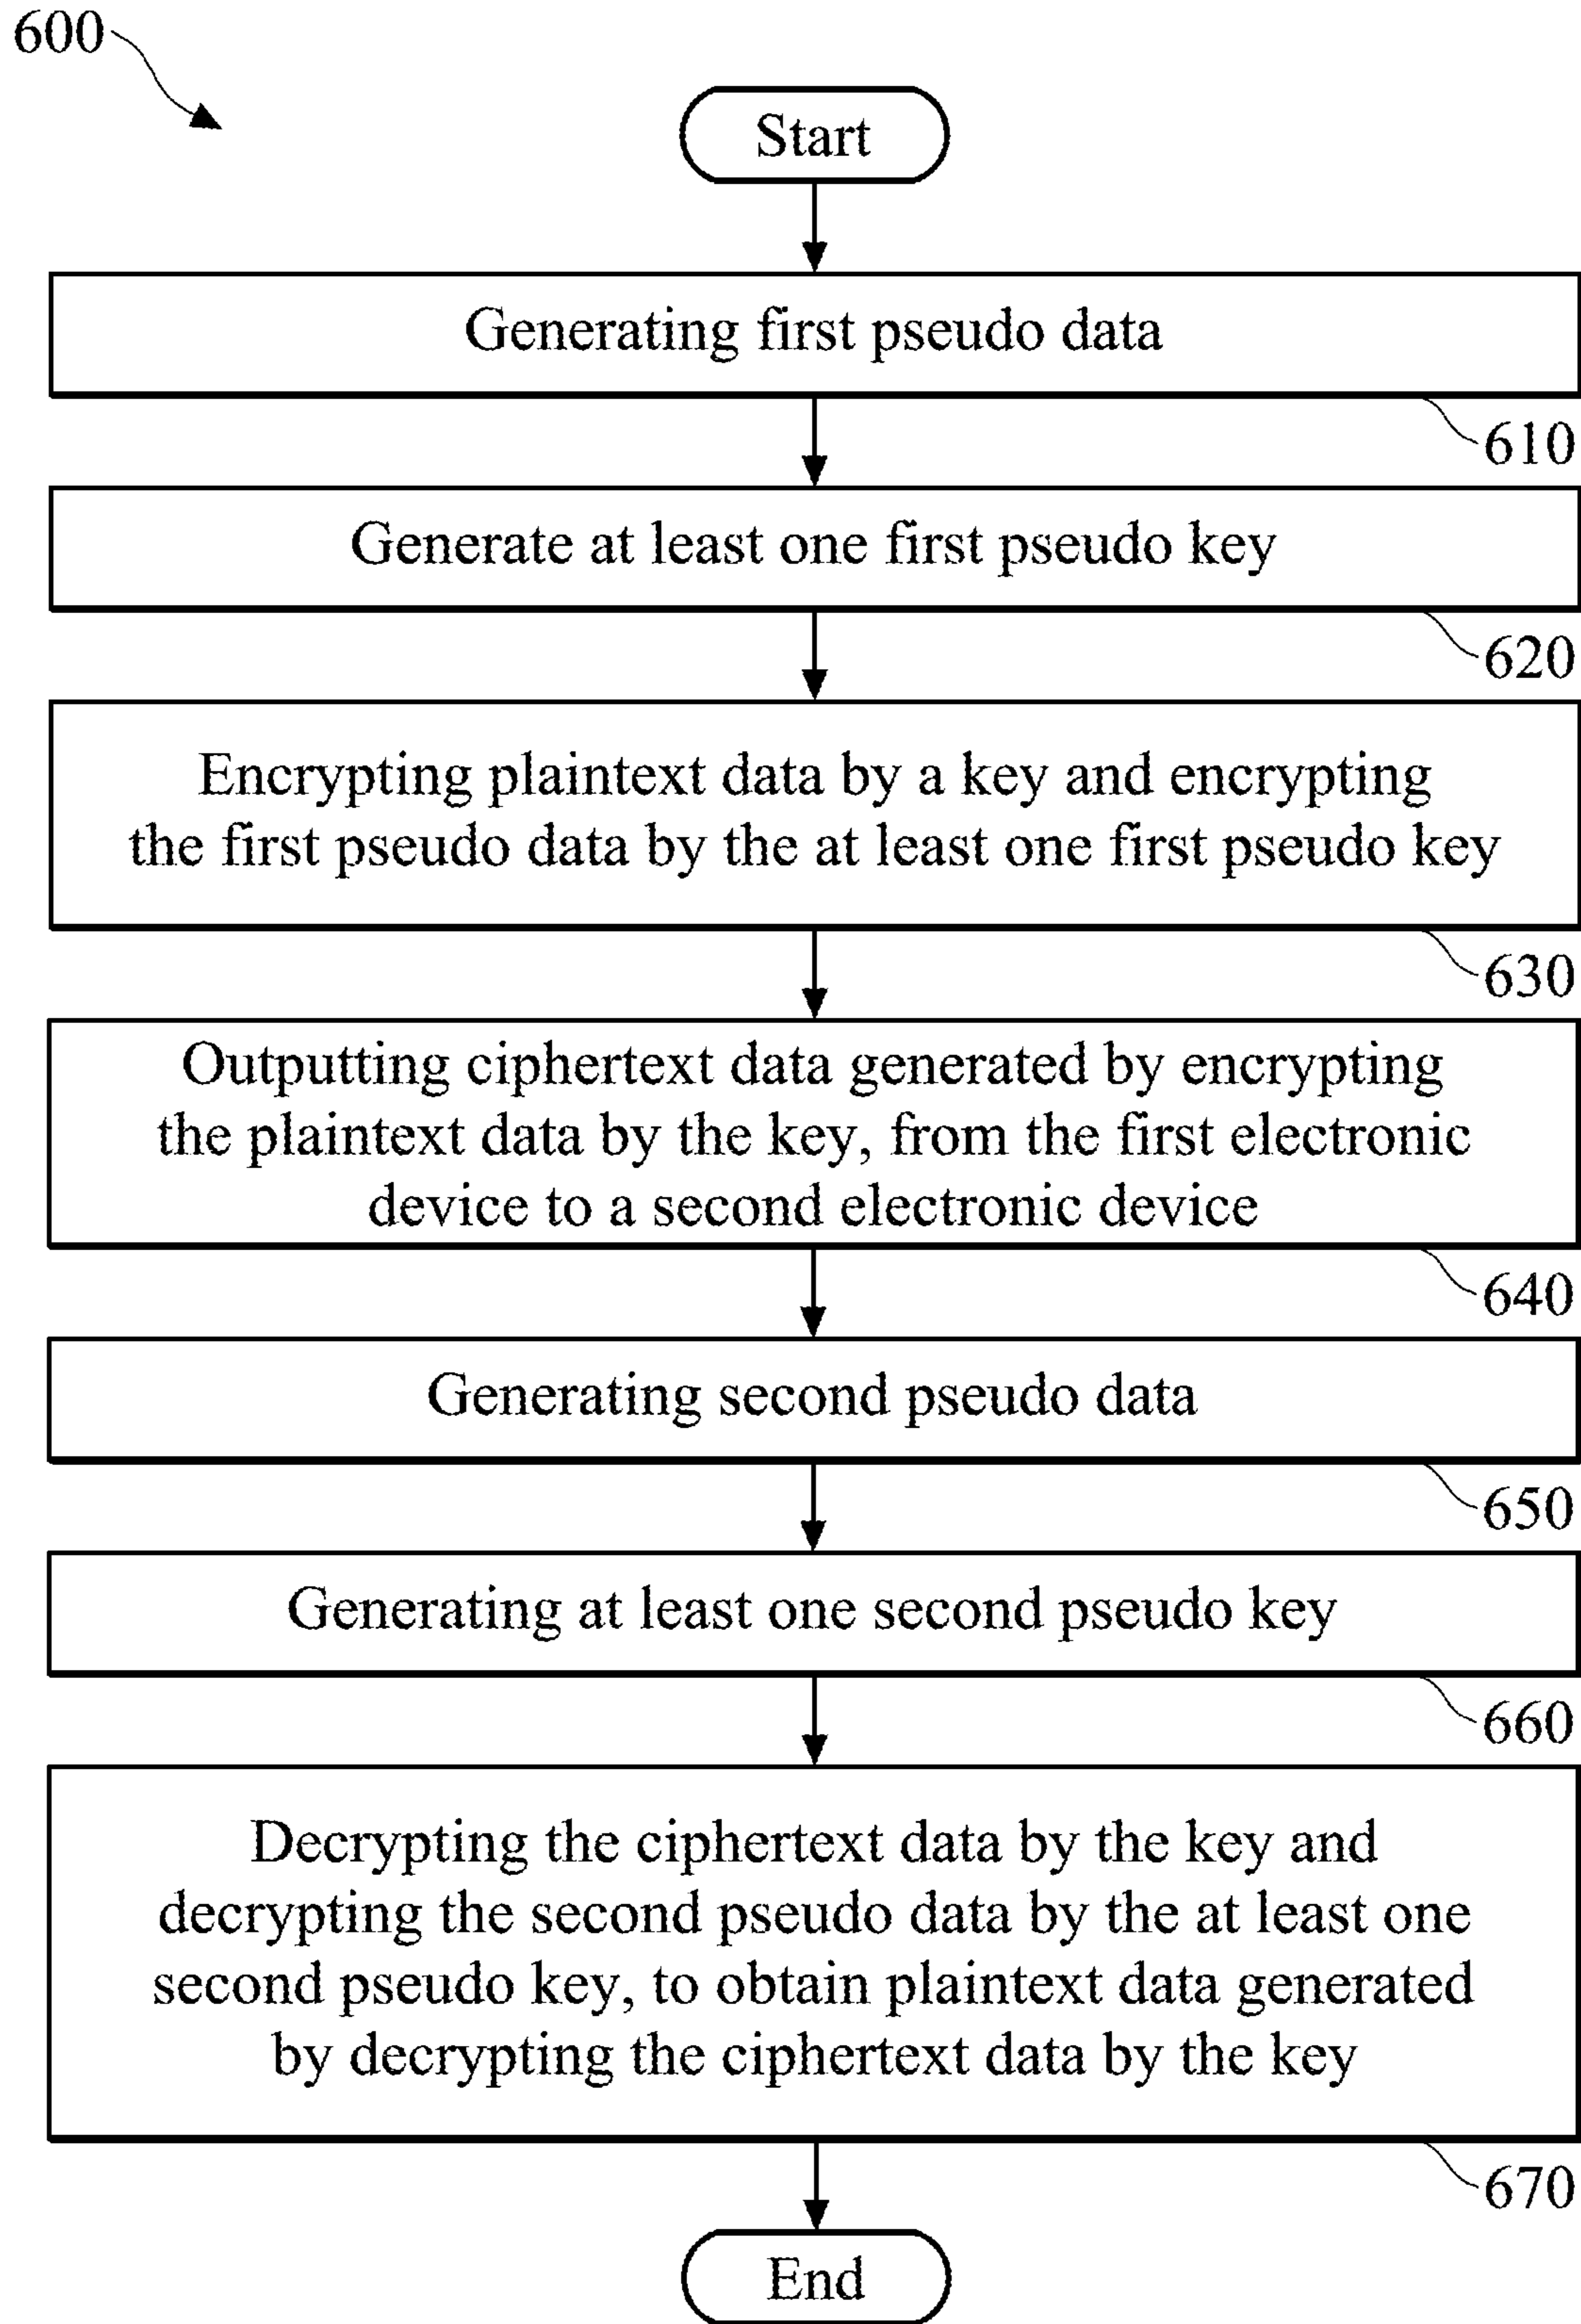 600
Start
Generating first pseudo data
610
Generate at least one first pseudo key
620
Encrypting plaintext data by a key and encrypting
the first pseudo data by the at least one first pseudo key
630
Outputting ciphertext data generated by encrypting
the plaintext data by the key, from the first electronic
device to a second electronic device
640
Generating second pseudo data
650
Generating at least one second pseudo key
660
Decrypting the ciphertext data by the key and
decrypting the second pseudo data by the at least one
second pseudo key, to obtain plaintext data generated
by decrypting the ciphertext data by the key
670
End